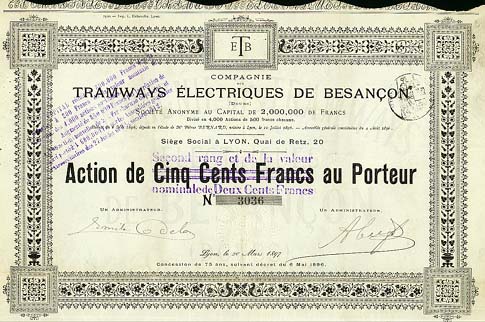 Imp. L. Lyon.
E T B
COMPAGNIE
DES
TRAMWAYS ÉLECTRIQUES DE BESANÇON
(Doubs)
SOCIÉTÉ ANONYME AU CAPITAL DE 2,000,000 DE FRANCS
Divisé en 4,000 Actions de 500 francs chacune.
Siège Social à LYON, Quai de Retz, 20
Second rang et de la valeur
Action de Cinq Cents Francs au Porteur
nominale de Deux Cents Francs
N° 3036
UN ADMINISTRATEUR,
UN ADMINISTRATEUR,
Lyon, le 20 Mars 1897
Concession de 75 ans, suivant décret du 6 Mai 1896.